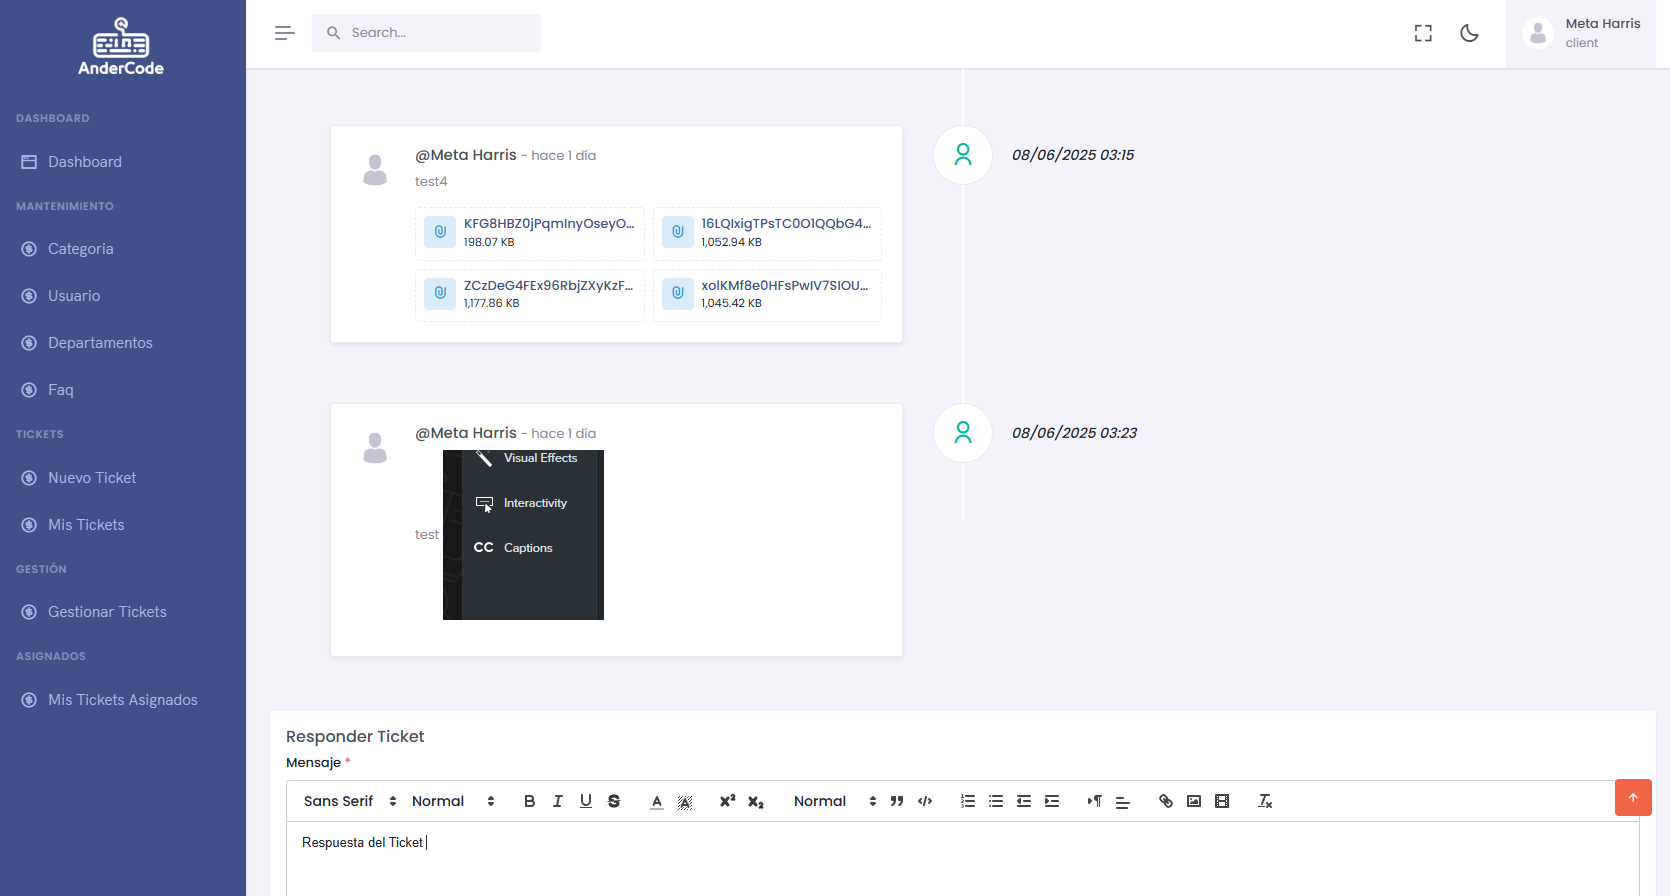 AnderCode
DASHBOARD
Dashboard
MANTENIMIENTO
Categoria
Usuario
Departamentos
Faq
TICKETS
Nuevo Ticket
Mis Tickets
GESTIÓN
Gestionar Tickets
ASIGNADOS
Mis Tickets Asignados
Search...
Meta Harris
client
@Meta Harris - hace 1 día
test4
KFG8HBZ0jPqmInyOseyO...
198.07 KB
16LQIxigTPsTC0O1QQbG4...
1,052.94 KB
ZCzDeG4FEx96RbjZXyKzF...
1,177.86 KB
xolKMf8e0HFsPwIV7SIOU...
1,045.42 KB
08/06/2025 03:15
@Meta Harris - hace 1 día
Visual Effects
Interactivity
test
CC Captions
08/06/2025 03:23
Responder Ticket
Mensaje *
Sans Serif Normal B I U S A A X² X₂ Normal
Respuesta del Ticket